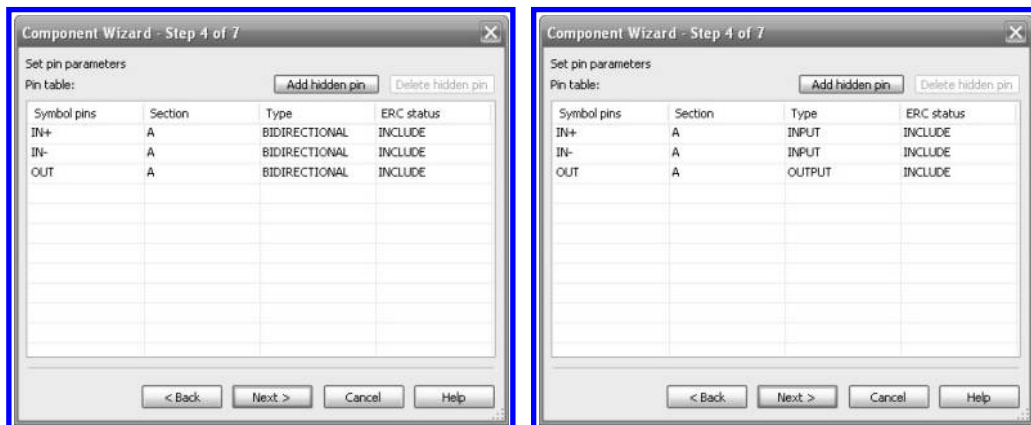 Component Wizard - Step 4 of 7
Set pin parameters
Pin table:
Add hidden pin
Delete hidden pin
Symbol pins Section Type ERC status
IN+ A BIDIRECTIONAL INCLUDE
IN- A BIDIRECTIONAL INCLUDE
OUT A BIDIRECTIONAL INCLUDE
< Back Next > Cancel Help
Component Wizard - Step 4 of 7
Set pin parameters
Pin table:
Add hidden pin
Delete hidden pin
Symbol pins Section Type ERC status
IN+ A INPUT INCLUDE
IN- A INPUT INCLUDE
OUT A OUTPUT INCLUDE
< Back Next > Cancel Help